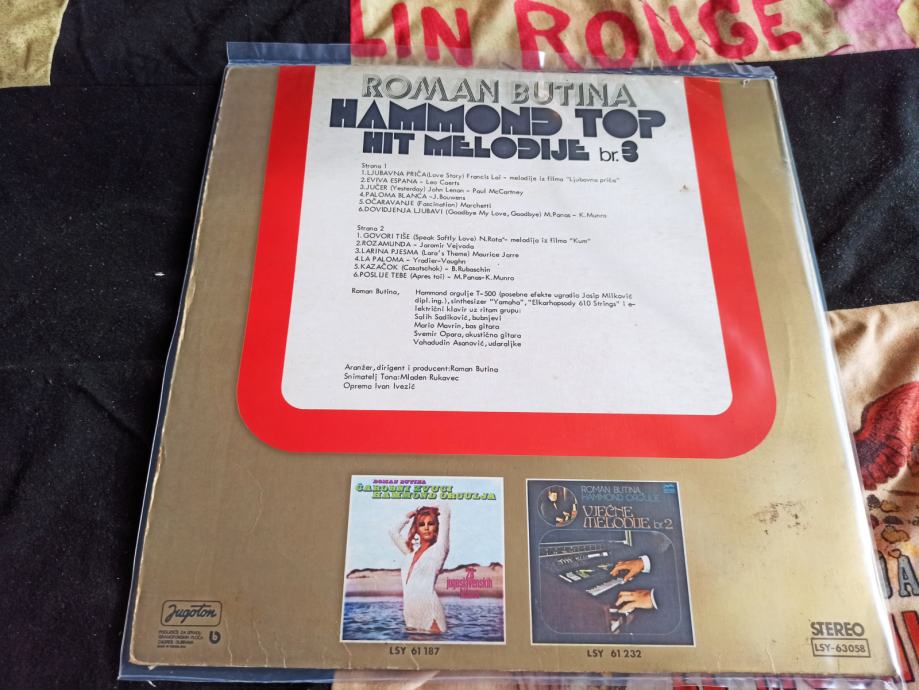 LIN ROUGE
ROMAN BUTINA
HAMMOND TOP
HIT MELODIJE br. 3
Strana 1
1. LJUBAVNA PRIČA (Love Story) Francis Lai - melodije iz filma "Ljubavna priča"
2. EVIVA ESPANA - Leo Caerts
3. JUČER (Yesterday) John Lenon - Paul McCartney
4. PALOMA BLANCA - J. Bouwens
5. OČARAVANJE (Fascination) Marchetti
6. DOVIDJENJA LJUBAVI (Goodbye My Love, Goodbye) M. Panas - K. Munro
Strana 2
1. GOVORI TIŠE (Speak Softly Love) N. Rota - melodija iz filma "Kum"
2. ROZAMUNDA - Jaromir Vejvoda
3. LARINA PJESMA (Lara's Theme) Maurice Jarre
4. LA PALOMA - Yradier-Vaughn
5. KAZAČOK (Casatschok) - B. Rubaschin
6. POSLIJE TEBE (Apres toi) - M. Panas-K. Munro
Roman Butina, Hammond orgulje T-500 (posebne efekte ugradio Josip Milković
dipl. ing.), sinthesizer "Yamaha", "Elkarhapsody 610 Strings" i e-
lektrični klavir uz ritam grupu:
Salih Sadiković, bubnjevi
Mario Mavrin, bas gitara
Svemir Opara, akustična gitara
Vahadudin Asanović, udaraljke
Aranžer, dirigent i producent: Roman Butina
Snimatelj Tona: Mladen Rukavec
Oprema Ivan Ivezić
ROMAN BUTINA
ČAROBNI ZVUCI
HAMMOND ORGULJA
jugoslavenskih
ROMAN BUTINA,
HAMMOND ORGULJE
VJEČNE
MELODIJE br. 2
LSY 61187
LSY 61232
Jugoton
STEREO
LSY-63058